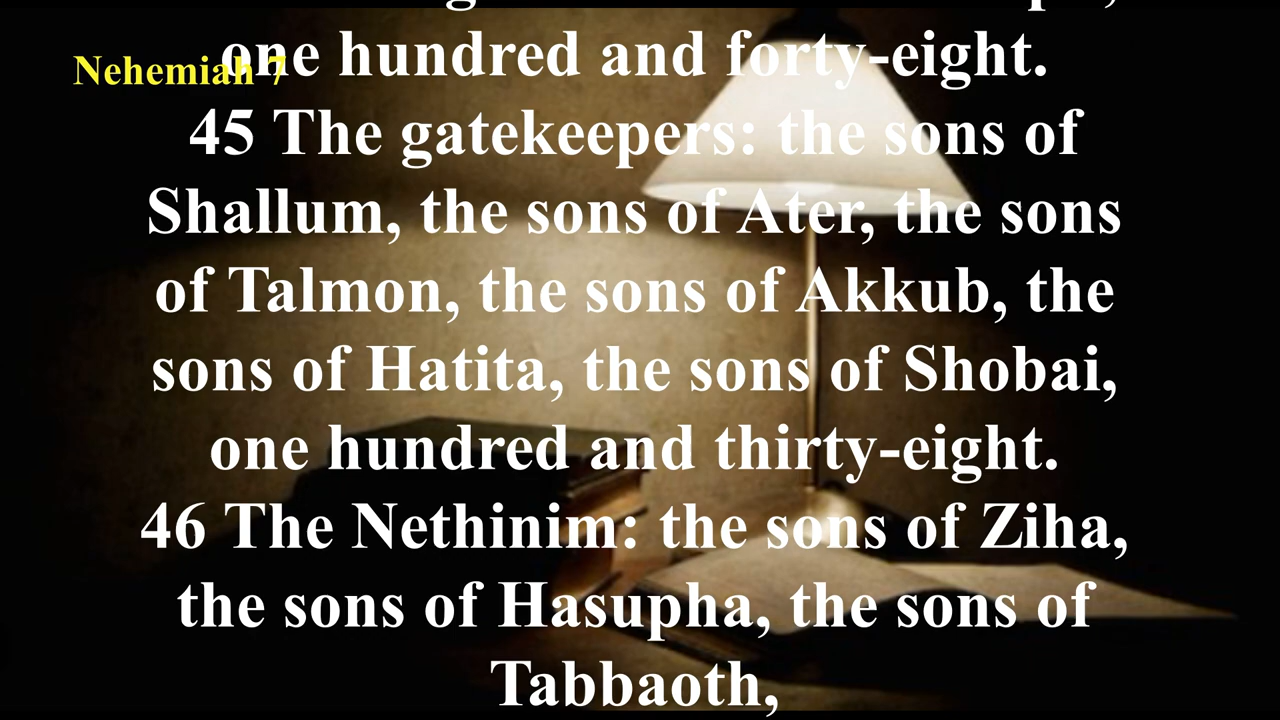 one hundred and forty-eight.
Nehemiah 7
45 The gatekeepers: the sons of
Shallum, the sons of Ater, the sons
of Talmon, the sons of Akkub, the
sons of Hatita, the sons of Shobai,
one hundred and thirty-eight.
46 The Nethinim: the sons of Ziha,
the sons of Hasupha, the sons of
Tabbaoth,